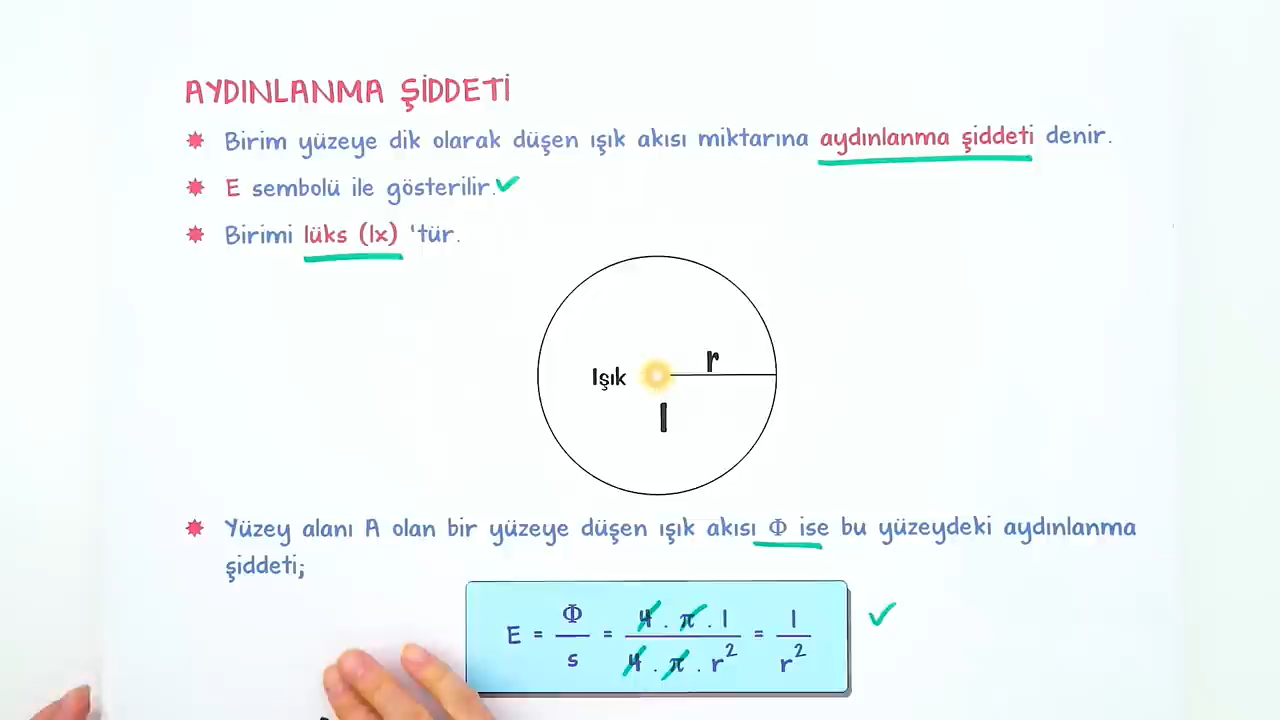 AYDINLANMA ŞİDDETİ
Birim yüzeye dik olarak düşen ışık akısı miktarına aydınlanma şiddeti denir.
E sembolü ile gösterilir.
Birimi lüks (lx) 'tür.
r
Işık
I
Yüzey alanı A olan bir yüzeye düşen ışık akısı Φ ise bu yüzeydeki aydınlanma
şiddeti;
E = Φ/s = 4 . π . I / 4 . π . r² = I / r²